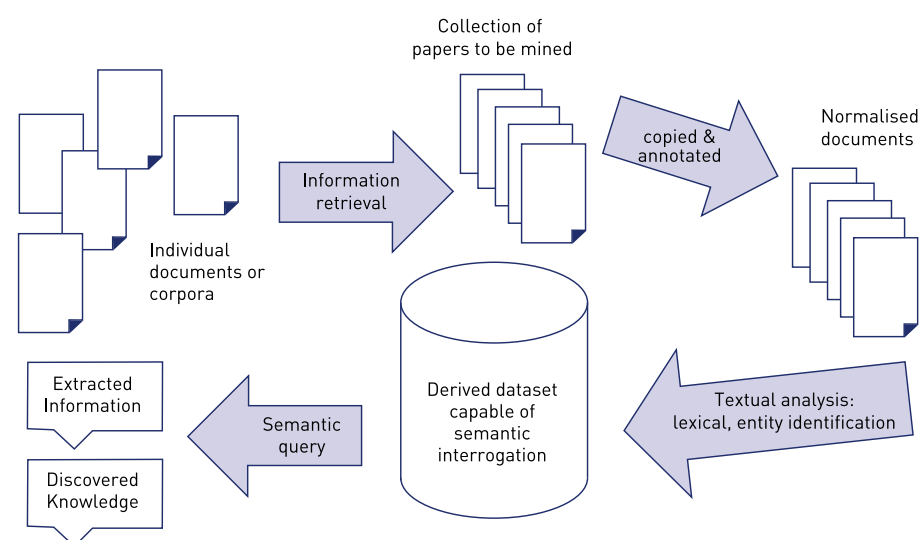 Collection of
papers to be mined
Individual
documents or
corpora
Information
retrieval
copied &
annotated
Normalised
documents
Textual analysis:
lexical, entity identification
Derived dataset
capable of
semantic
interrogation
Semantic
query
Extracted
Information
Discovered
Knowledge